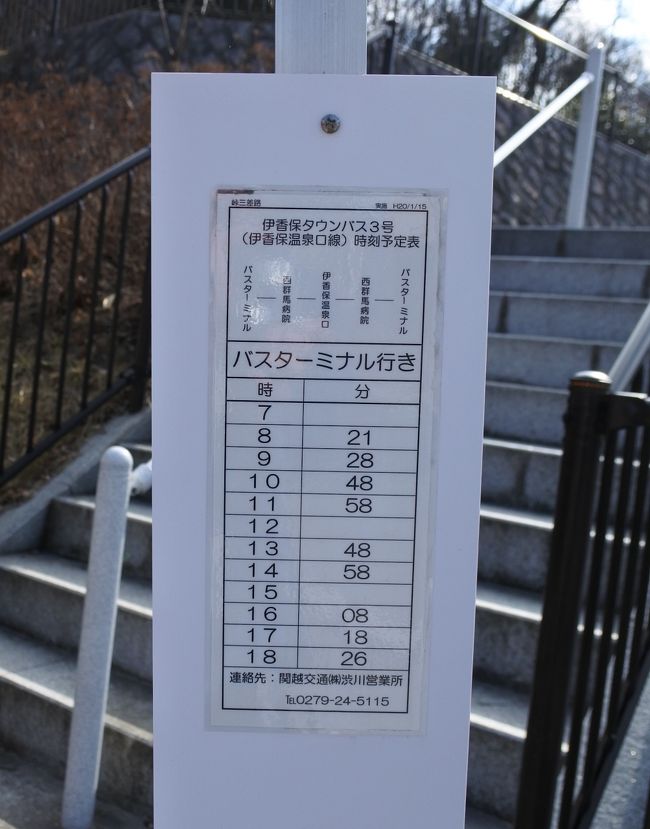 峠三差路 実施 H20/1/15
伊香保タウンバス3号
(伊香保温泉口線)時刻予定表
バスターミナル — 西群馬病院 — 伊香保温泉口 — 西群馬病院 — バスターミナル
バスターミナル行き
時 分
7
8 21
9 28
10 48
11 58
12
13 48
14 58
15
16 08
17 18
18 26
連絡先:関越交通㈱渋川営業所
℡0279-24-5115